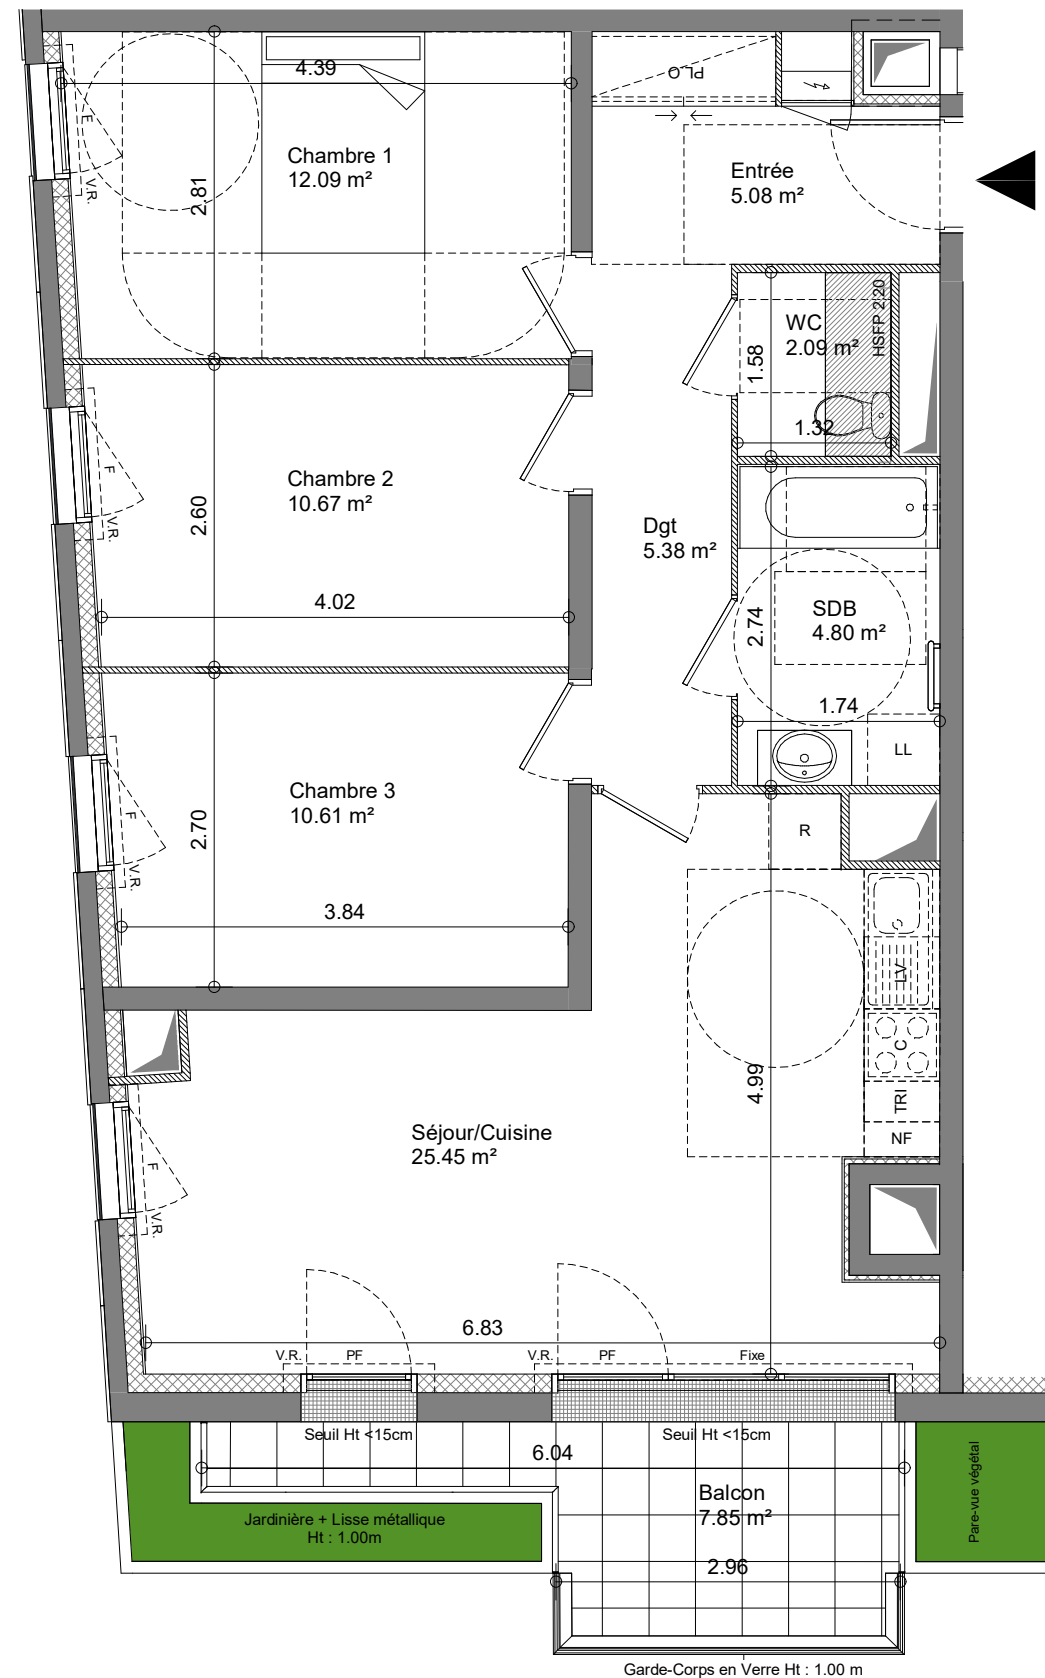 4.39
PLO
Chambre 1
12.09 m²
Entrée
5.08 m²
F
V.R.
2.81
WC
2.09 m²
HSFP 2.20
1.58
1.32
Chambre 2
10.67 m²
F
V.R.
2.60
Dgt
5.38 m²
4.02
SDB
4.80 m²
2.74
1.74
LL
Chambre 3
10.61 m²
F
V.R.
2.70
R
3.84
LV
C
4.99
TRI
NF
Séjour/Cuisine
25.45 m²
F
V.R.
6.83
V.R.
PF
V.R.
PF
Fixe
Seuil Ht <15cm
Seuil Ht <15cm
6.04
Balcon
7.85 m²
Pare-vue végétal
Jardinière + Lisse métallique
Ht : 1.00m
2.96
Garde-Corps en Verre Ht : 1.00 m